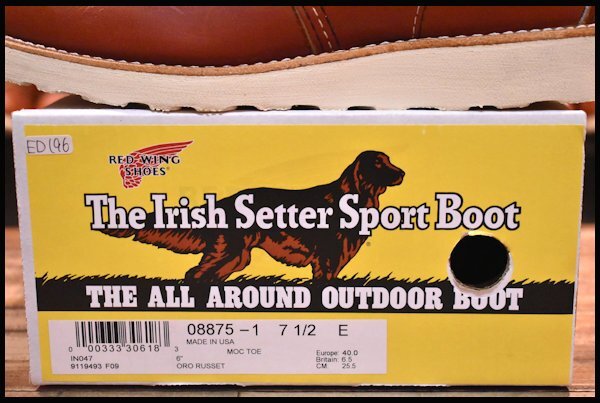 ED196
RED WING
SHOES®
The Irish Setter Sport Boot
®
THE ALL AROUND OUTDOOR BOOT
08875 -1 7 1/2 E
MADE IN USA
MOC TOE
0 00333 30618 3
IN047
6"
9119493 F09
ORO RUSSET
Europe: 40.0
Britain: 6.5
CM: 25.5